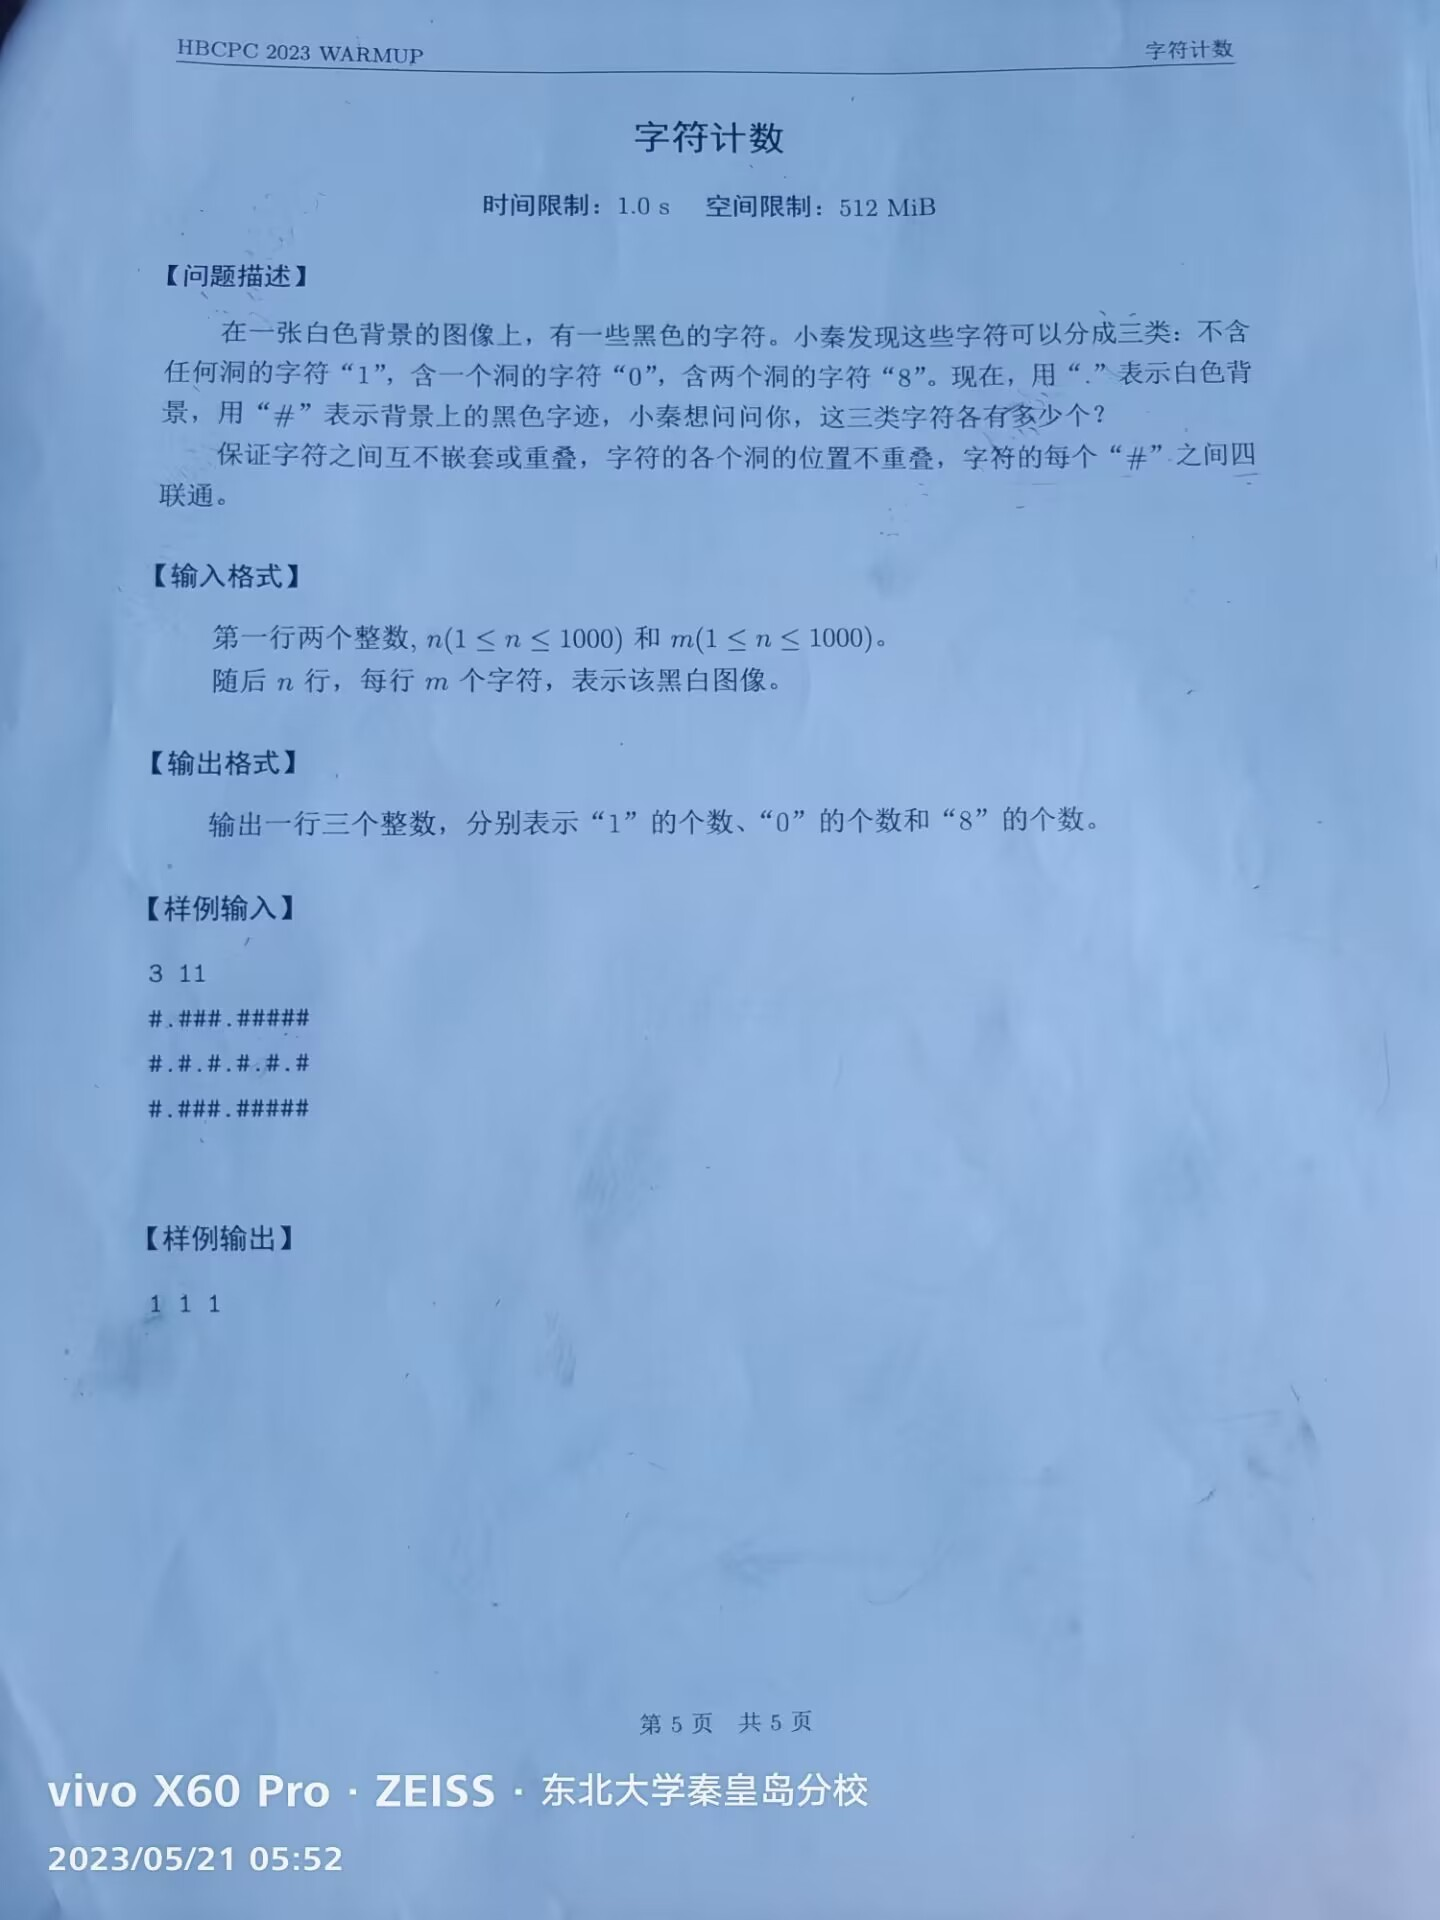 HBCPC 2023 WARMUP 字符计数
字符计数
时间限制：1.0 s 空间限制：512 MiB
【问题描述】
在一张白色背景的图像上，有一些黑色的字符。小秦发现这些字符可以分成三类：不含
任何洞的字符“1”，含一个洞的字符“0”，含两个洞的字符“8”。现在，用“.”表示白色背
景，用“#”表示背景上的黑色字迹，小秦想问问你，这三类字符各有多少个？
保证字符之间互不嵌套或重叠，字符的各个洞的位置不重叠，字符的每个“#”之间四
联通。
【输入格式】
第一行两个整数, n(1 ≤ n ≤ 1000) 和 m(1 ≤ n ≤ 1000)。
随后 n 行，每行 m 个字符，表示该黑白图像。
【输出格式】
输出一行三个整数，分别表示“1”的个数、“0”的个数和“8”的个数。
【样例输入】
3 11
#.###.#####
#.#.#.#.#.#
#.###.#####
【样例输出】
1 1 1
第 5 页 共 5 页
vivo X60 Pro · ZEISS · 东北大学秦皇岛分校
2023/05/21 05:52